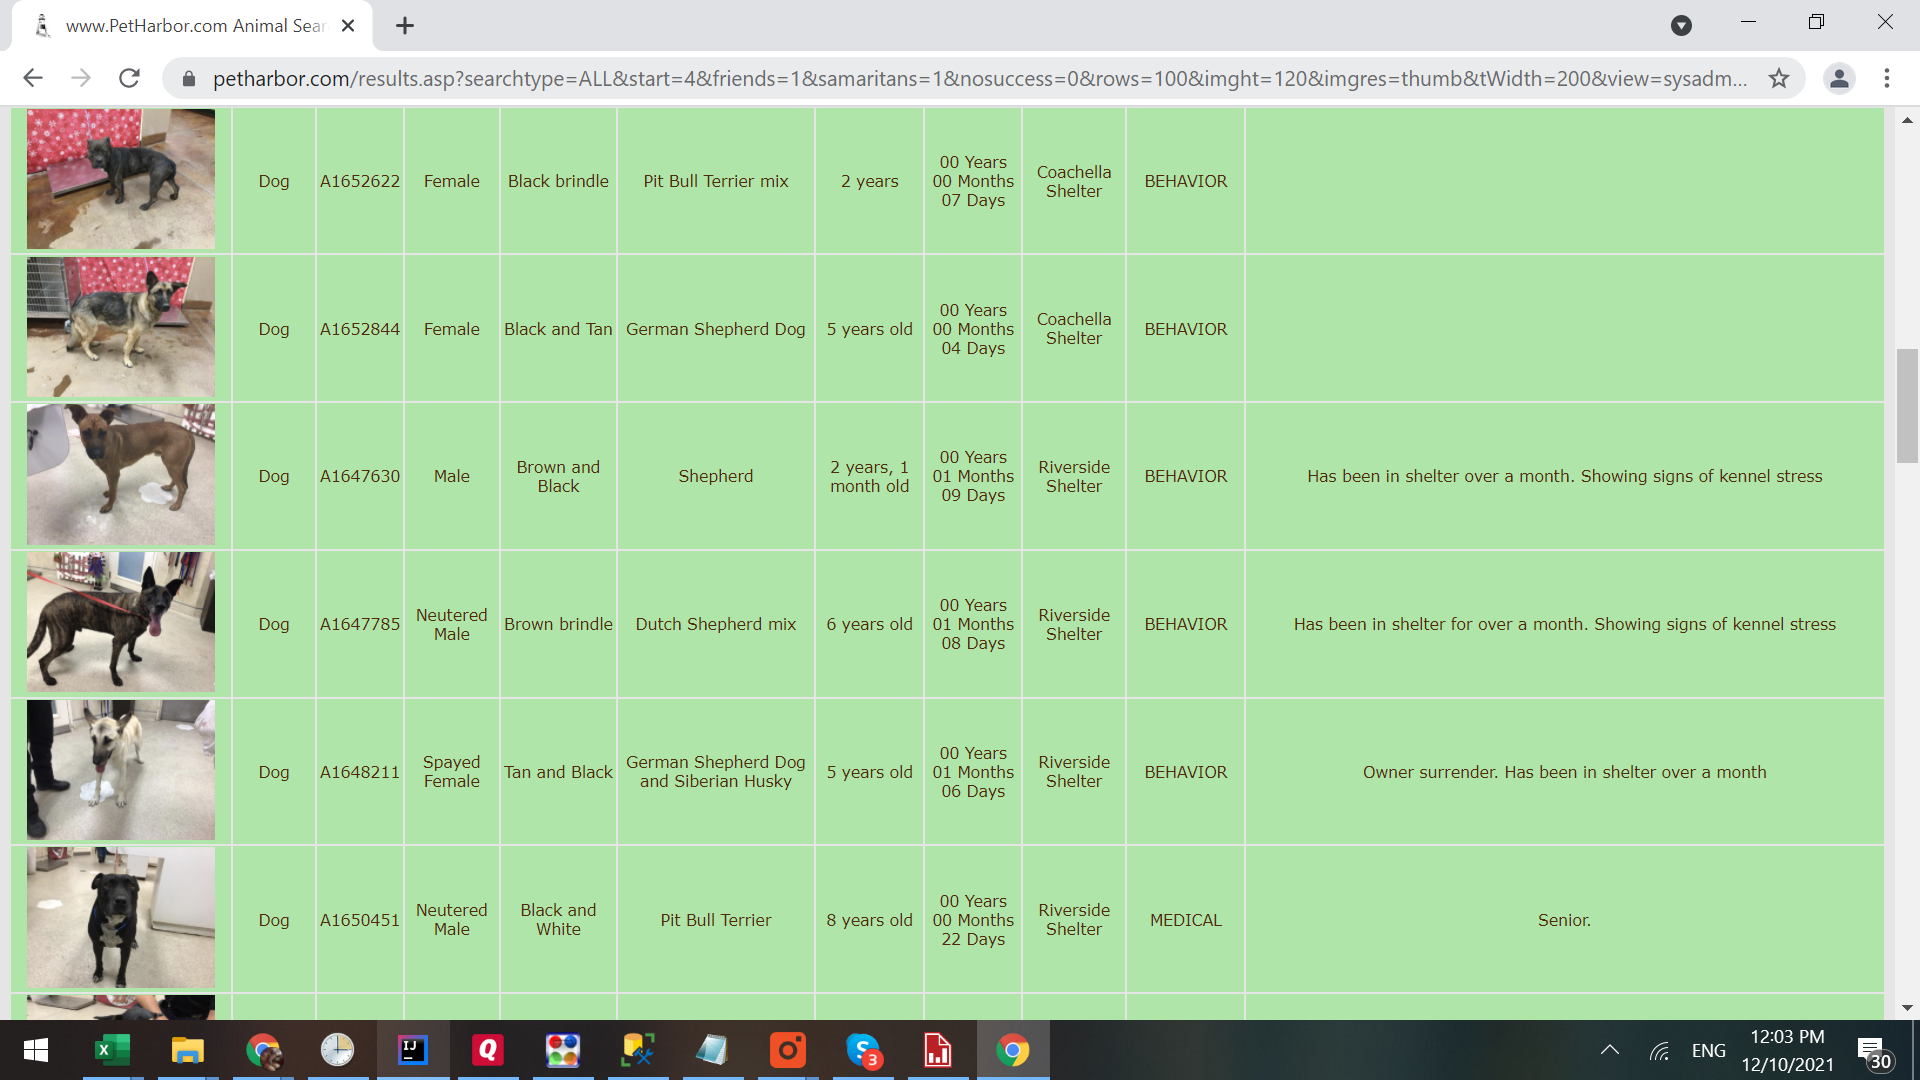 www.PetHarbor.com Animal Sear
petharbor.com/results.asp?searchtype=ALL&start=4&friends=1&samaritans=1&nosuccess=0&rows=100&imght=120&imgres=thumb&tWidth=200&view=sysadm...
Dog A1652622 Female Black brindle Pit Bull Terrier mix 2 years 00 Years 00 Months 07 Days Coachella Shelter BEHAVIOR
Dog A1652844 Female Black and Tan German Shepherd Dog 5 years old 00 Years 00 Months 04 Days Coachella Shelter BEHAVIOR
Dog A1647630 Male Brown and Black Shepherd 2 years, 1 month old 00 Years 01 Months 09 Days Riverside Shelter BEHAVIOR Has been in shelter over a month. Showing signs of kennel stress
Dog A1647785 Neutered Male Brown brindle Dutch Shepherd mix 6 years old 00 Years 01 Months 08 Days Riverside Shelter BEHAVIOR Has been in shelter for over a month. Showing signs of kennel stress
Dog A1648211 Spayed Female Tan and Black German Shepherd Dog and Siberian Husky 5 years old 00 Years 01 Months 06 Days Riverside Shelter BEHAVIOR Owner surrender. Has been in shelter over a month
Dog A1650451 Neutered Male Black and White Pit Bull Terrier 8 years old 00 Years 00 Months 22 Days Riverside Shelter MEDICAL Senior.
X IJ Q S 3
ENG
12:03 PM
12/10/2021
30